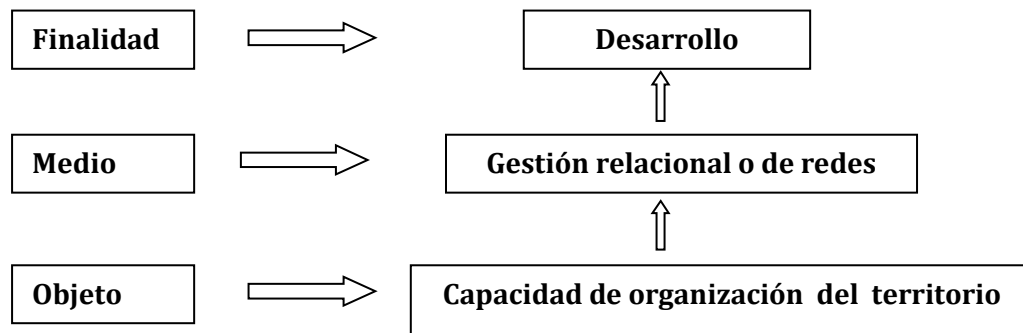 Finalidad
Desarrollo
Medio
Gestión relacional o de redes
Objeto
Capacidad de organización del territorio